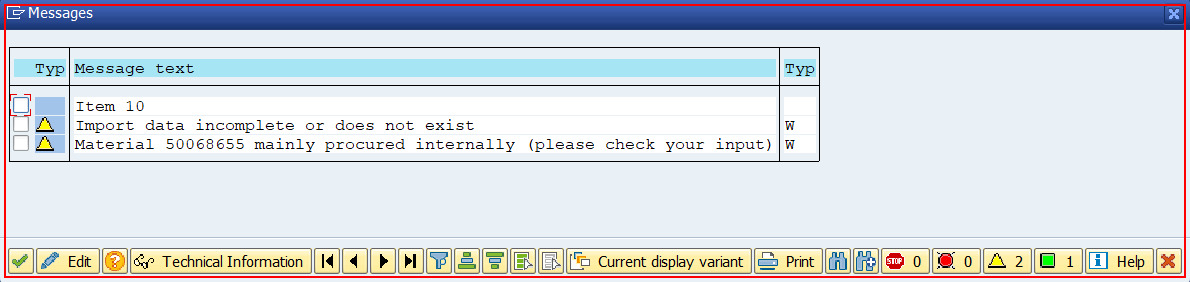 Messages
Typ Message text Typ
Item 10
Import data incomplete or does not exist W
Material 50068655 mainly procured internally (please check your input) W
Edit Technical Information Current display variant Print STOP 0 0 2 1 Help